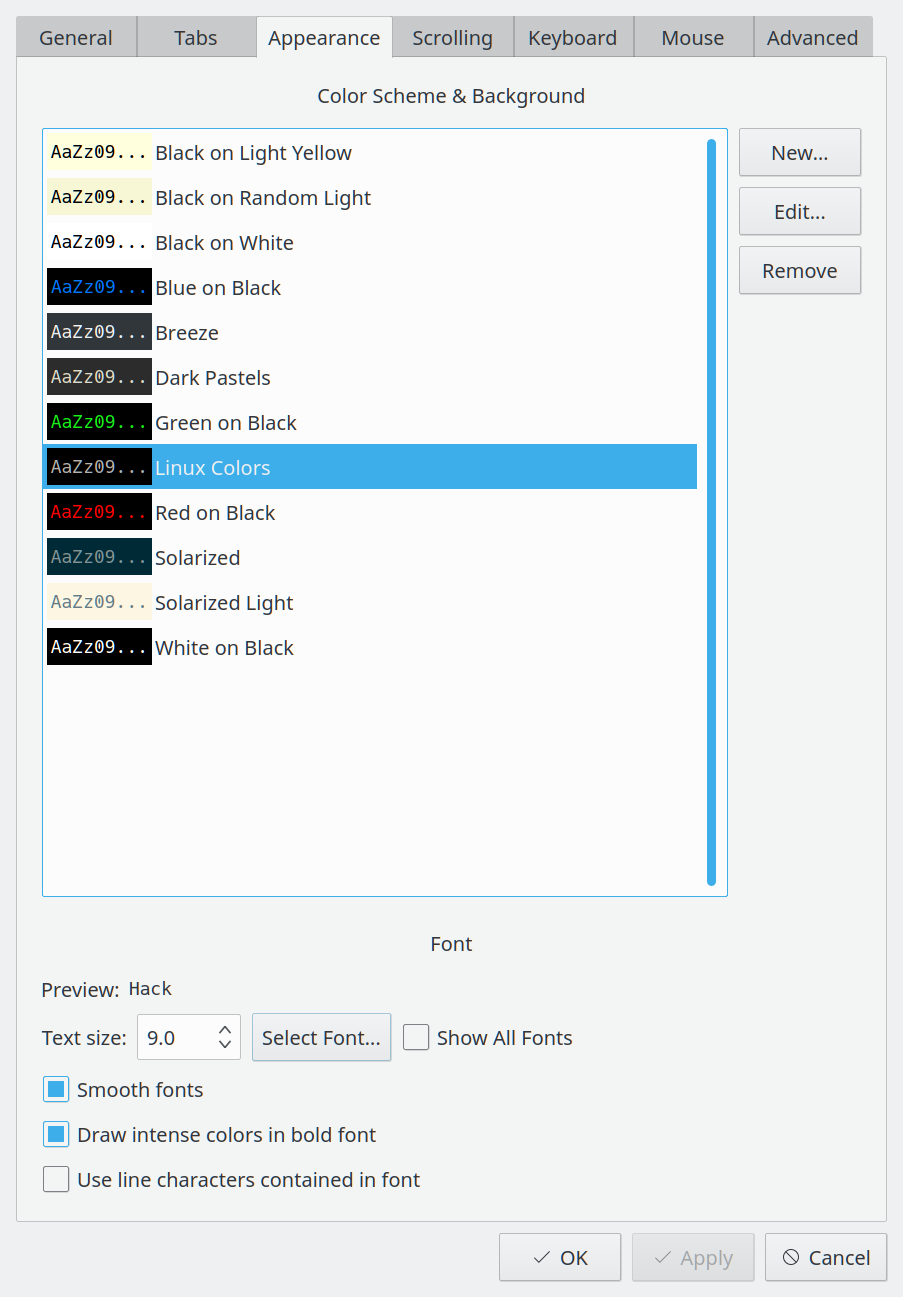 General Tabs Appearance Scrolling Keyboard Mouse Advanced
Color Scheme & Background
AaZz09... Black on Light Yellow
AaZz09... Black on Random Light
AaZz09... Black on White
AaZz09... Blue on Black
AaZz09... Breeze
AaZz09... Dark Pastels
AaZz09... Green on Black
AaZz09... Linux Colors
AaZz09... Red on Black
AaZz09... Solarized
AaZz09... Solarized Light
AaZz09... White on Black
New...
Edit...
Remove
Font
Preview: Hack
Text size: 9.0 Select Font... Show All Fonts
Smooth fonts
Draw intense colors in bold font
Use line characters contained in font
OK Apply Cancel